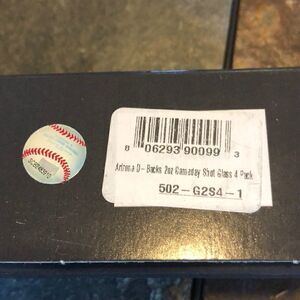 8 06293 90099 3
Arizona D-Backs 2oz Gameday Shot Glass 4 Pack
502-G2S4-1